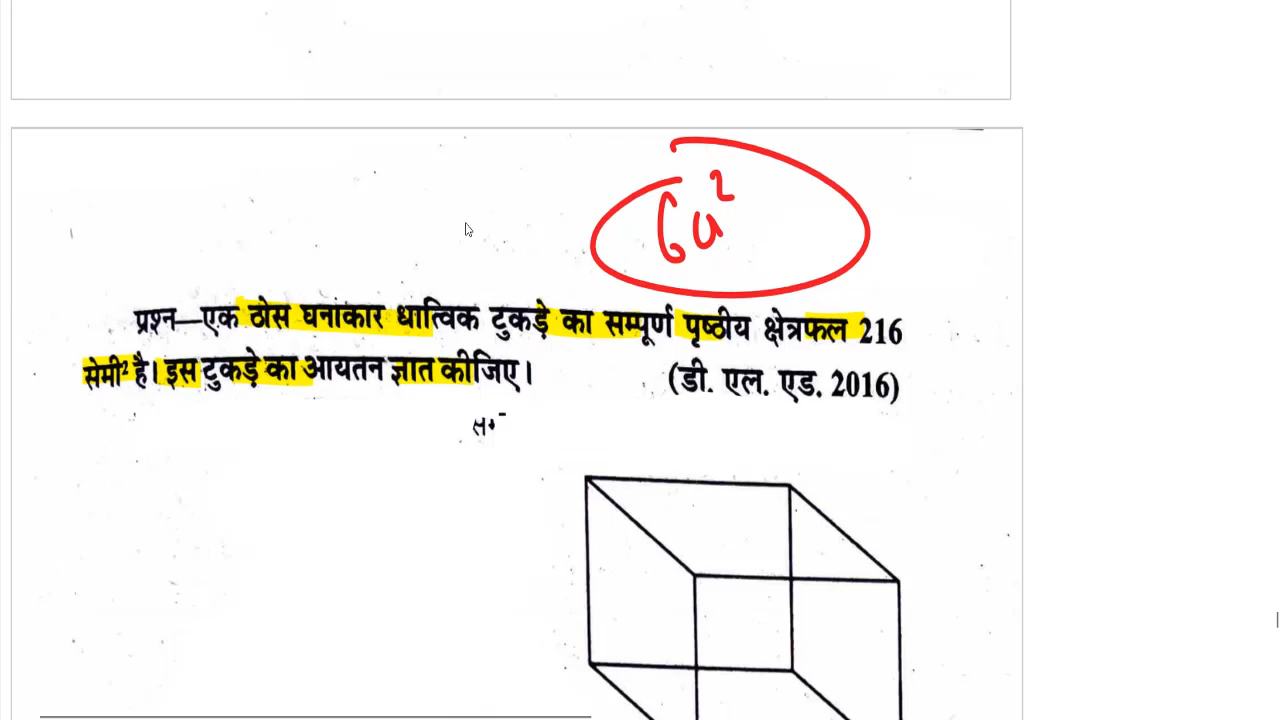 6a²
प्रश्न—एक ठोस घनाकार धात्विक टुकड़े का सम्पूर्ण पृष्ठीय क्षेत्रफल 216
सेमी² है। इस टुकड़े का आयतन ज्ञात कीजिए। (डी. एल. एड. 2016)